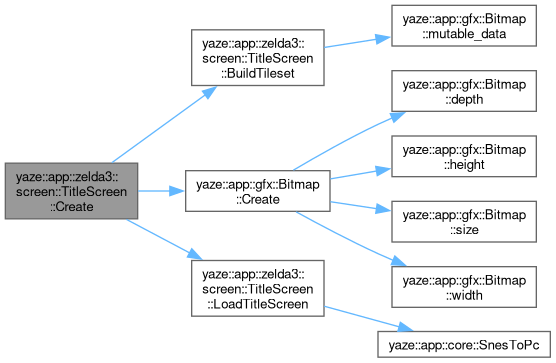 yaze::app::zelda3::
screen::TitleScreen
::Create
yaze::app::zelda3::
screen::TitleScreen
::BuildTileset
yaze::app::gfx::Bitmap
::Create
yaze::app::zelda3::
screen::TitleScreen
::LoadTitleScreen
yaze::app::gfx::Bitmap
::mutable_data
yaze::app::gfx::Bitmap
::depth
yaze::app::gfx::Bitmap
::height
yaze::app::gfx::Bitmap
::size
yaze::app::gfx::Bitmap
::width
yaze::app::core::SnesToPc